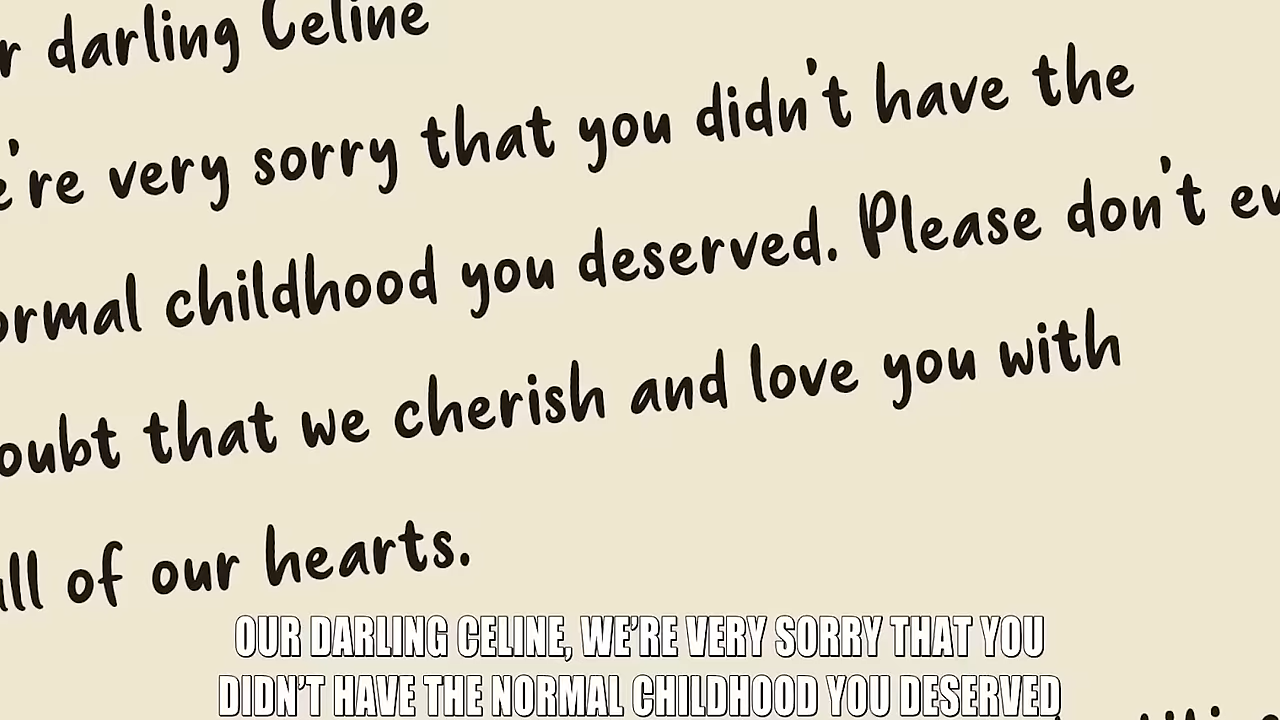 r darling Celine
e're very sorry that you didn't have the
ormal childhood you deserved. Please don't ev
oubt that we cherish and love you with
all of our hearts.
OUR DARLING CELINE, WE'RE VERY SORRY THAT YOU
DIDN'T HAVE THE NORMAL CHILDHOOD YOU DESERVED